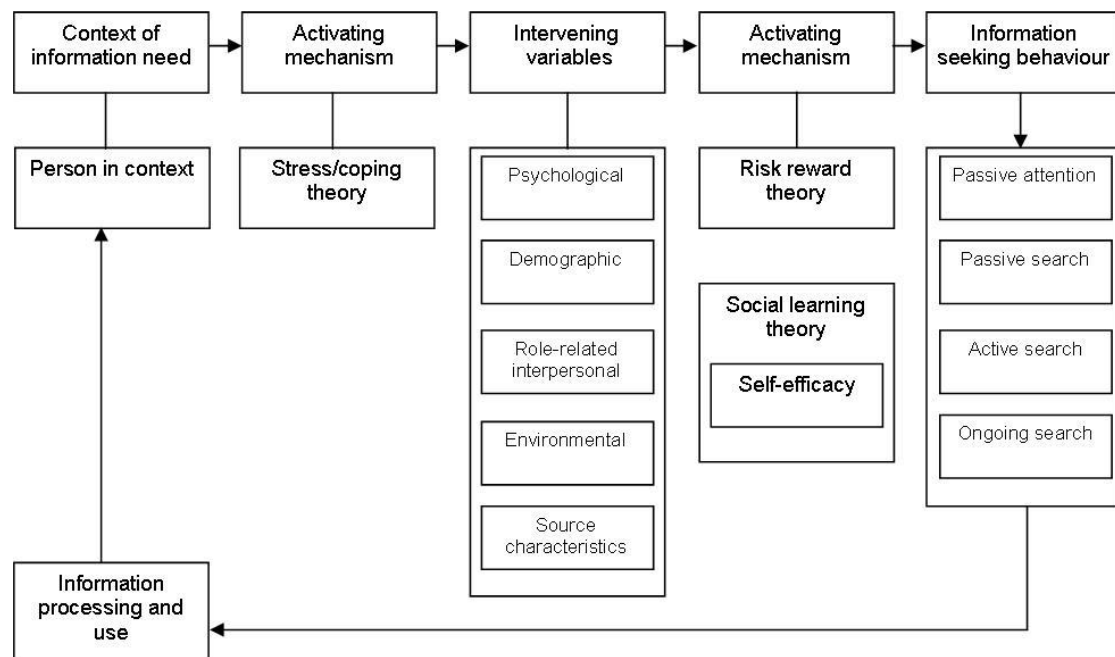 Context of
information need
Activating
mechanism
Intervening
variables
Activating
mechanism
Information
seeking behaviour
Person in context
Stress/coping
theory
Psychological
Demographic
Role-related
interpersonal
Environmental
Source
characteristics
Risk reward
theory
Social learning
theory
Self-efficacy
Passive attention
Passive search
Active search
Ongoing search
Information
processing and
use